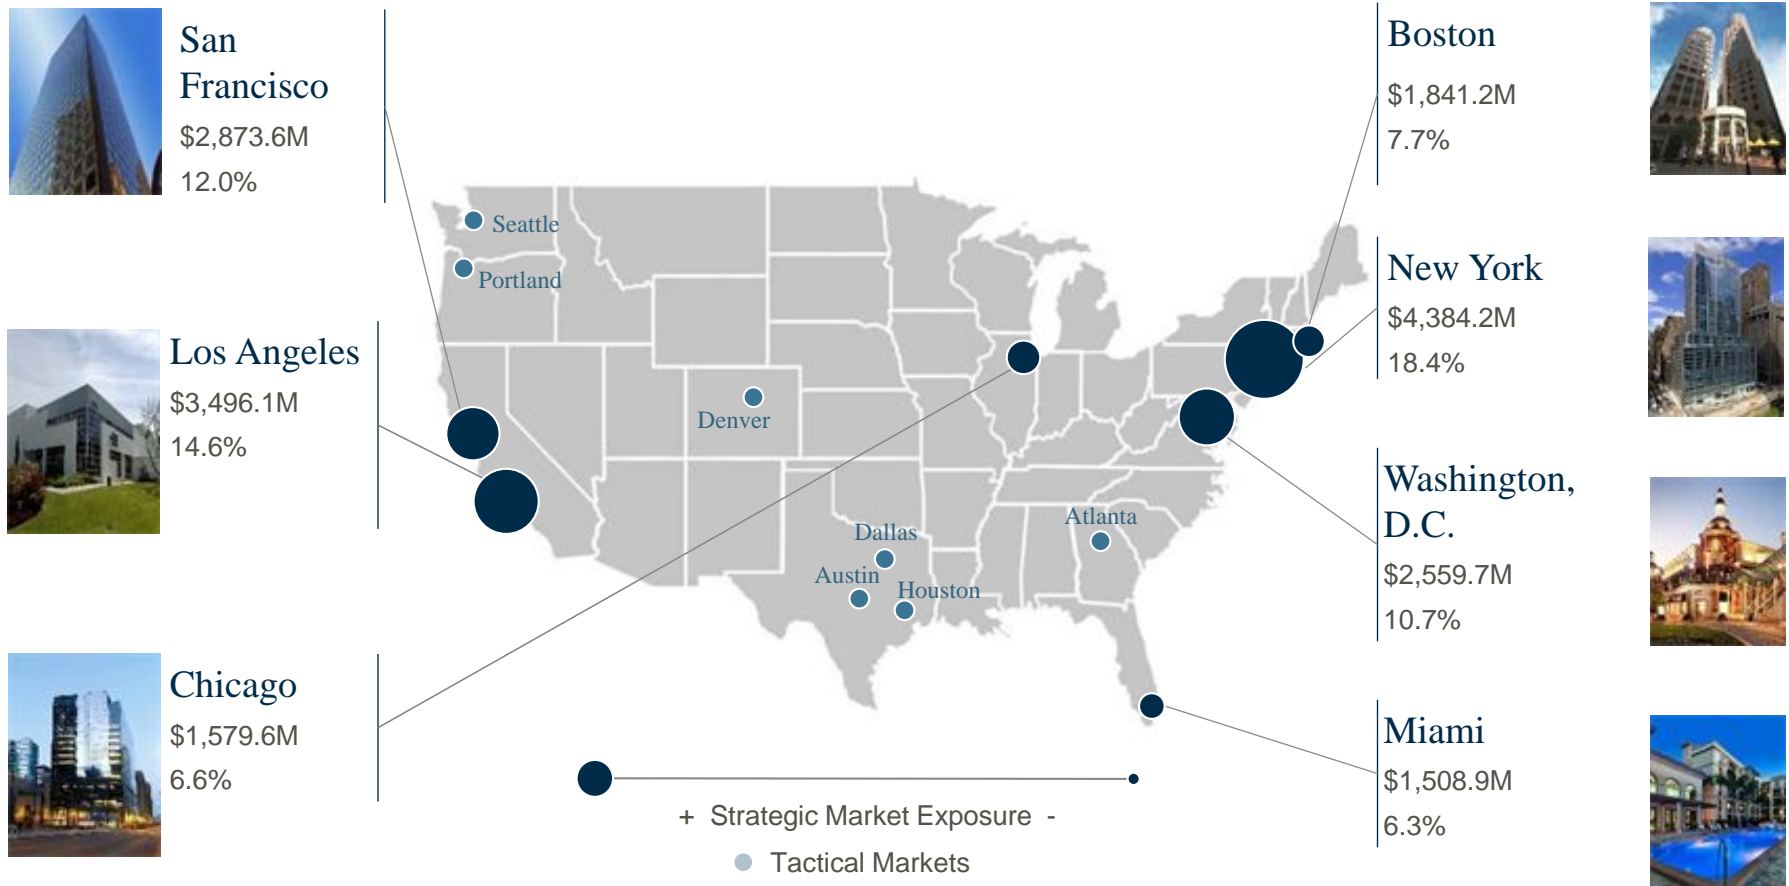 San
Francisco
$2,873.6M
12.0%
Los Angeles
$3,496.1M
14.6%
Chicago
$1,579.6M
6.6%
Seattle
Portland
Denver
Dallas
Austin
Houston
Atlanta
+ Strategic Market Exposure -
Tactical Markets
Boston
$1,841.2M
7.7%
New York
$4,384.2M
18.4%
Washington,
D.C.
$2,559.7M
10.7%
Miami
$1,508.9M
6.3%